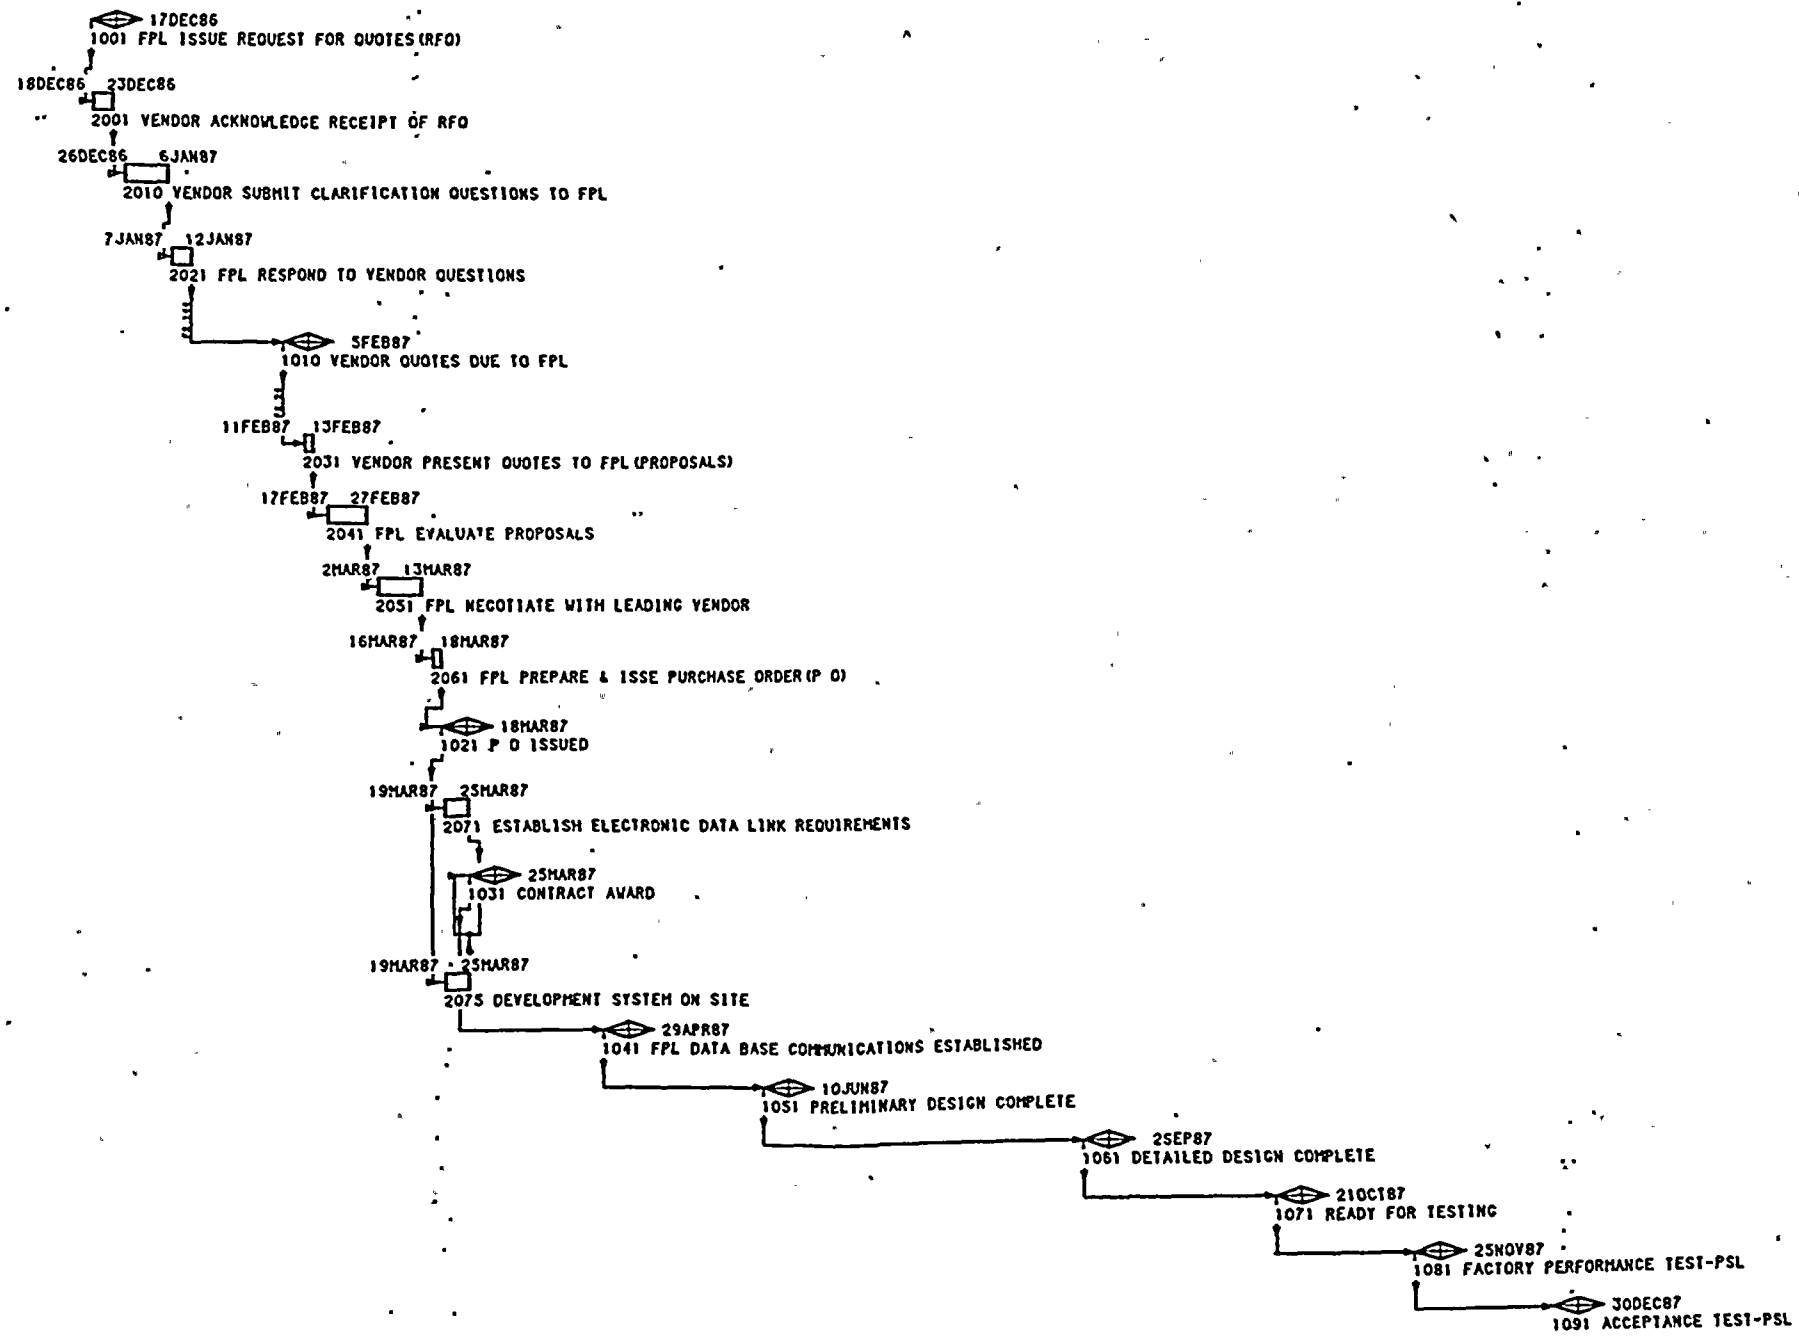 17DEC86
1001 FPL ISSUE REQUEST FOR QUOTES(RFQ)
18DEC86 23DEC86
2001 VENDOR ACKNOWLEDGE RECEIPT OF RFQ
26DEC86 6JAN87
2010 VENDOR SUBMIT CLARIFICATION QUESTIONS TO FPL
7JAN87 12JAN87
2021 FPL RESPOND TO VENDOR QUESTIONS
5FEB87
1010 VENDOR QUOTES DUE TO FPL
11FEB87 13FEB87
2031 VENDOR PRESENT QUOTES TO FPL(PROPOSALS)
17FEB87 27FEB87
2041 FPL EVALUATE PROPOSALS
2MAR87 13MAR87
2051 FPL NEGOTIATE WITH LEADING VENDOR
16MAR87 18MAR87
2061 FPL PREPARE & ISSE PURCHASE ORDER(P O)
18MAR87
1021 P O ISSUED
19MAR87 25MAR87
2071 ESTABLISH ELECTRONIC DATA LINK REQUIREMENTS
25MAR87
1031 CONTRACT AWARD
19MAR87 25MAR87
2075 DEVELOPMENT SYSTEM ON SITE
29APR87
1041 FPL DATA BASE COMMUNICATIONS ESTABLISHED
10JUN87
1051 PRELIMINARY DESIGN COMPLETE
2SEP87
1061 DETAILED DESIGN COMPLETE
21OCT87
1071 READY FOR TESTING
25NOV87
1081 FACTORY PERFORMANCE TEST-PSL
30DEC87
1091 ACCEPTANCE TEST-PSL